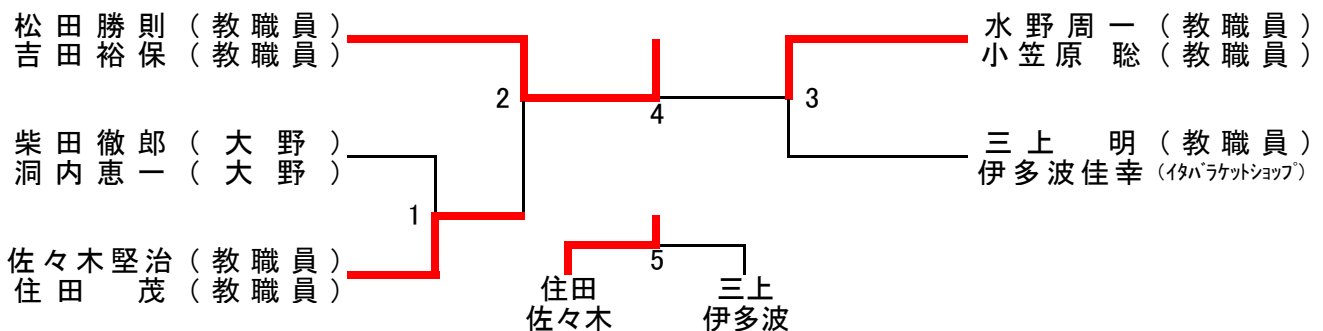 松田勝則（教職員）
吉田裕保（教職員）
2
柴田徹郎（大野）
洞内恵一（大野）
1
佐々木堅治（教職員）
住田　茂（教職員）
4
水野周一（教職員）
小笠原　聡（教職員）
3
三上　明（教職員）
伊多波佳幸（ｲﾀﾊﾞﾗｹｯﾄｼｮｯﾌﾟ）
5
住田
佐々木
三上
伊多波